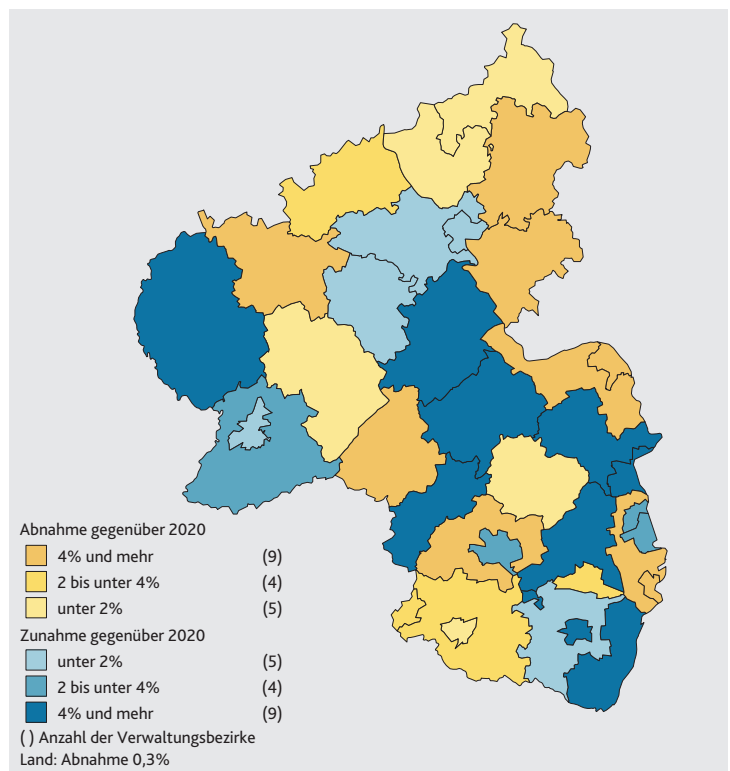 Abnahme gegenüber 2020
4% und mehr (9)
2 bis unter 4% (4)
unter 2% (5)
Zunahme gegenüber 2020
unter 2% (5)
2 bis unter 4% (4)
4% und mehr (9)
( ) Anzahl der Verwaltungsbezirke
Land: Abnahme 0,3%